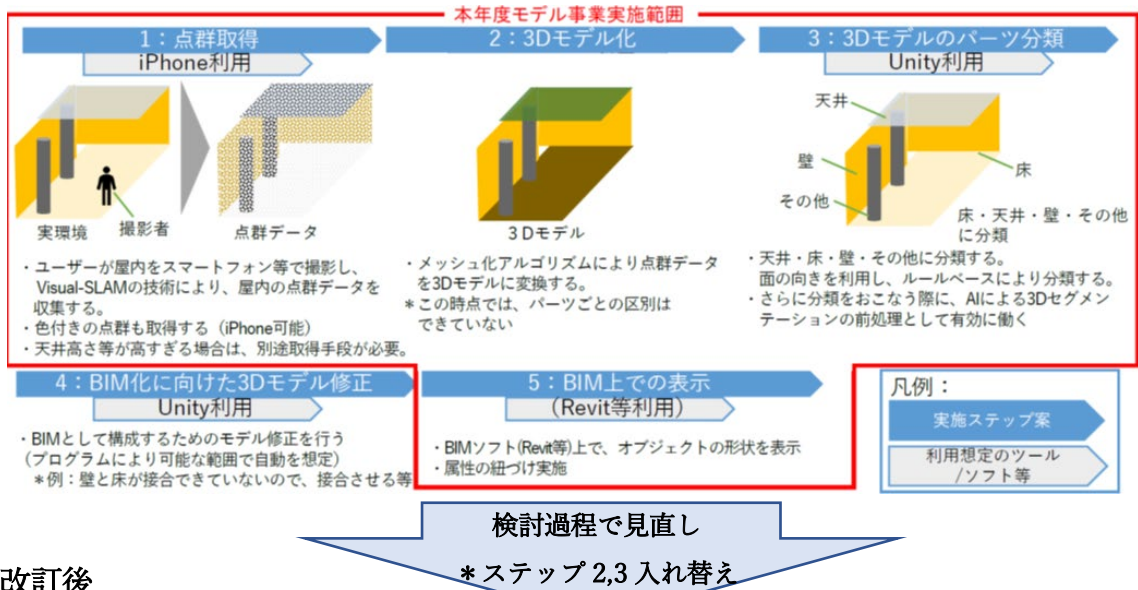 本年度モデル事業実施範囲
1：点群取得
iPhone利用
実環境
撮影者
点群データ
・ユーザーが屋内をスマートフォン等で撮影し、
Visual-SLAMの技術により、屋内の点群データを
収集する。
・色付きの点群も取得する（iPhone可能）
・天井高さ等が高すぎる場合は、別途取得手段が必要。
2：3Dモデル化
3Dモデル
・メッシュ化アルゴリズムにより点群データ
を3Dモデルに変換する。
＊この時点では、パーツごとの区別は
できていない
3：3Dモデルのパーツ分類
Unity利用
天井
壁
床
その他
床・天井・壁・その他
に分類
・天井・床・壁・その他に分類する。
面の向きを利用し、ルールベースにより分類する。
・さらに分類をおこなう際に、AIによる3Dセグメン
テーションの前処理として有効に働く
4：BIM化に向けた3Dモデル修正
Unity利用
・BIMとして構成するためのモデル修正を行う
（プログラムにより可能な範囲で自動を想定）
＊例：壁と床が接合できていないので、接合させる等
5：BIM上での表示
（Revit等利用）
・BIMソフト(Revit等)上で、オブジェクトの形状を表示
・属性の紐づけ実施
凡例：
実施ステップ案
利用想定のツール
/ソフト等
検討過程で見直し
＊ステップ 2,3 入れ替え
改訂後